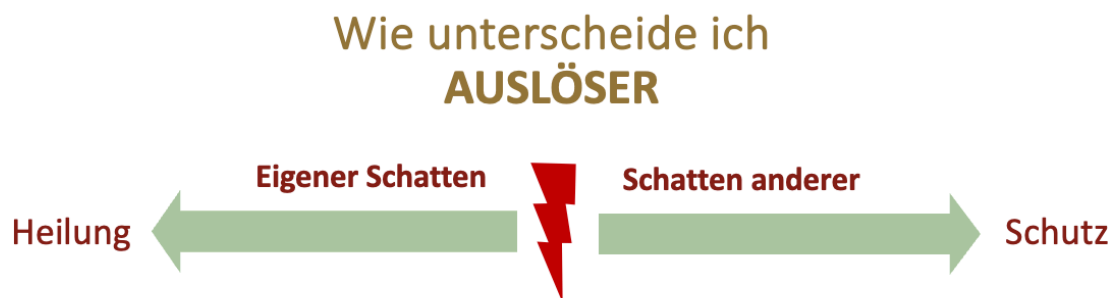 Wie unterscheide ich
AUSLÖSER
Eigener Schatten
Schatten anderer
Heilung
Schutz